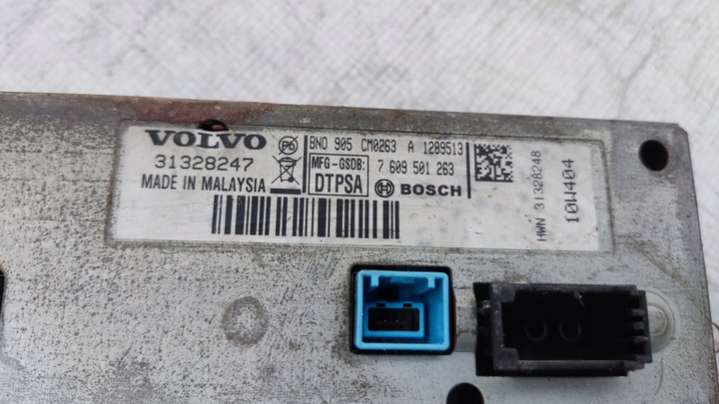 VOLVO
31328247
MADE IN MALAYSIA
BNO 905 CM0263 A 1289513
MFG-GSDB:
DTPSA
7 609 501 263
BOSCH
HWN 31328248
10W404